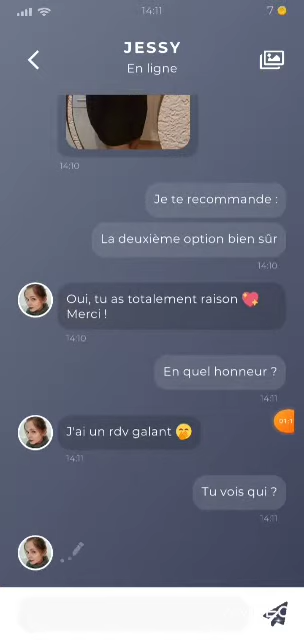 14:11
7
JESSY
En ligne
14:10
Je te recommande :
La deuxième option bien sûr
14:10
Oui, tu as totalement raison 💖
Merci !
14:10
En quel honneur ?
14:11
J'ai un rdv galant 🤭
14:11
Tu vois qui ?
14:11